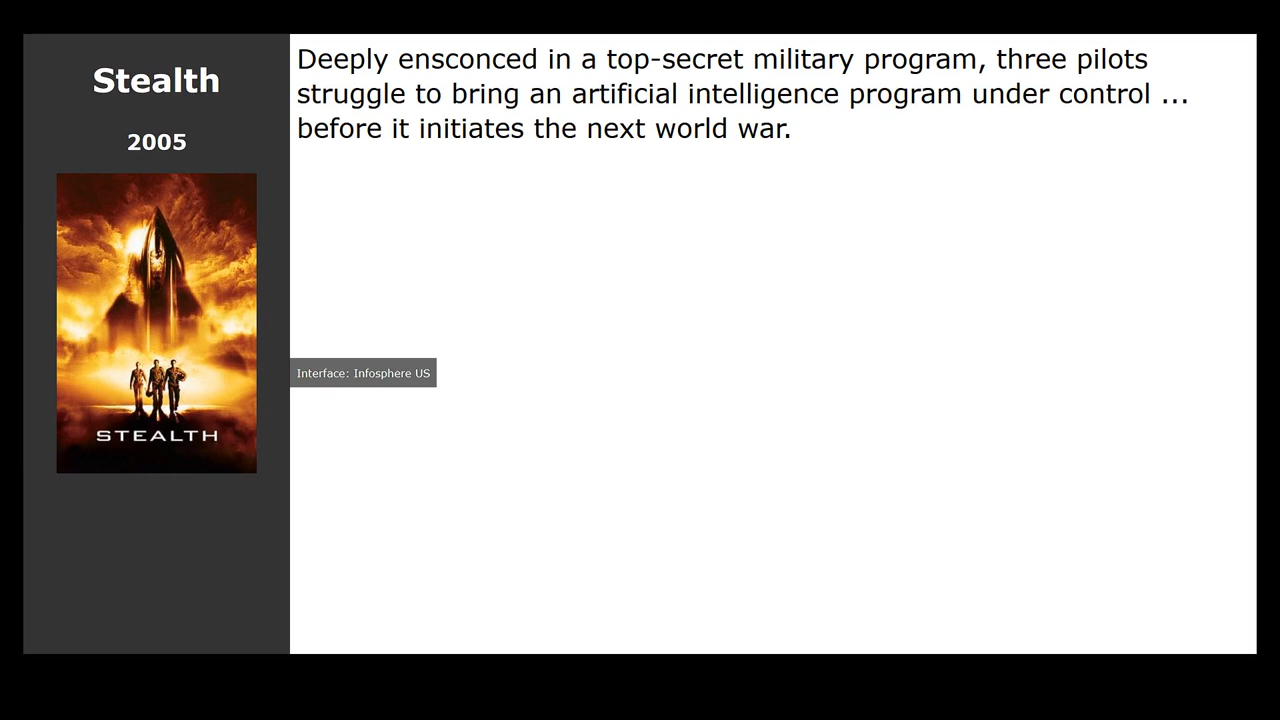 Stealth
2005
STEALTH
Deeply ensconced in a top-secret military program, three pilots
struggle to bring an artificial intelligence program under control ...
before it initiates the next world war.
Interface: Infosphere US